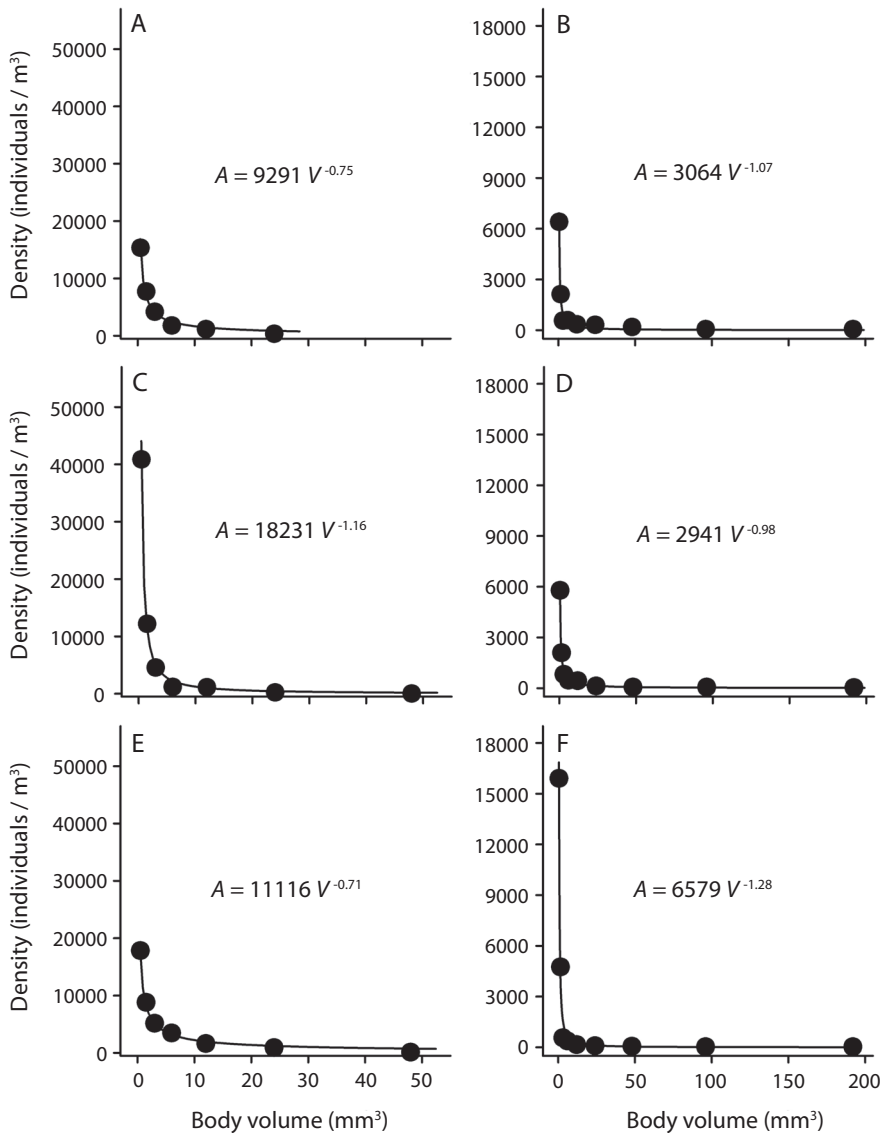 A
50000
40000
30000
20000
10000
0
Density (individuals / m³)
A = 9291 V⁻⁰·⁷⁵
B
18000
15000
12000
9000
6000
3000
0
A = 3064 V⁻¹·⁰⁷
C
50000
40000
30000
20000
10000
0
Density (individuals / m³)
A = 18231 V⁻¹·¹⁶
D
18000
15000
12000
9000
6000
3000
0
A = 2941 V⁻⁰·⁹⁸
E
50000
40000
30000
20000
10000
0
Density (individuals / m³)
A = 11116 V⁻⁰·⁷¹
0 10 20 30 40 50
Body volume (mm³)
F
18000
15000
12000
9000
6000
3000
0
A = 6579 V⁻¹·²⁸
0 50 100 150 200
Body volume (mm³)